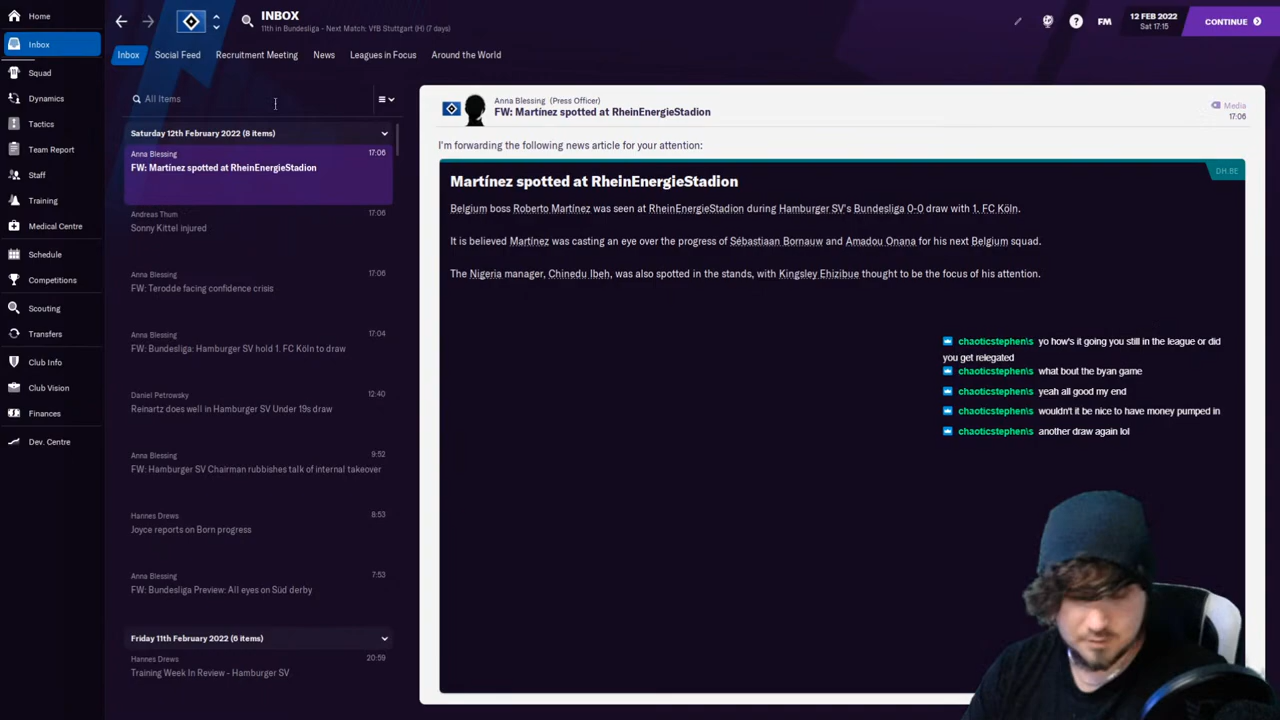 Home
Inbox
Squad
Dynamics
Tactics
Team Report
Staff
Training
Medical Centre
Schedule
Competitions
Scouting
Transfers
Club Info
Club Vision
Finances
Dev. Centre
INBOX
11th in Bundesliga - Next Match: VfB Stuttgart (H) (7 days)
?
FM
12 FEB 2022
Sat 17:15
CONTINUE
Inbox Social Feed Recruitment Meeting News Leagues in Focus Around the World
All Items
Saturday 12th February 2022 (8 items)
Anna Blessing 17:06
FW: Martínez spotted at RheinEnergieStadion
Andreas Thum 17:06
Sonny Kittel injured
Anna Blessing 17:06
FW: Terodde facing confidence crisis
Anna Blessing 17:04
FW: Bundesliga: Hamburger SV hold 1. FC Köln to draw
Daniel Petrowsky 12:40
Reinartz does well in Hamburger SV Under 19s draw
Anna Blessing 9:52
FW: Hamburger SV Chairman rubbishes talk of internal takeover
Hannes Drews 8:53
Joyce reports on Born progress
Anna Blessing 7:53
FW: Bundesliga Preview: All eyes on Süd derby
Friday 11th February 2022 (6 items)
Hannes Drews 20:59
Training Week In Review - Hamburger SV
Anna Blessing (Press Officer)
FW: Martínez spotted at RheinEnergieStadion
Media
17:06
I'm forwarding the following news article for your attention:
DH.BE
Martínez spotted at RheinEnergieStadion
Belgium boss Roberto Martínez was seen at RheinEnergieStadion during Hamburger SV's Bundesliga 0-0 draw with 1. FC Köln.
It is believed Martínez was casting an eye over the progress of Sébastiaan Bornauw and Amadou Onana for his next Belgium squad.
The Nigeria manager, Chinedu Ibeh, was also spotted in the stands, with Kingsley Ehizibue thought to be the focus of his attention.
chaoticstephen\s yo how's it going you still in the league or did
you get relegated
chaoticstephen\s what bout the byan game
chaoticstephen\s yeah all good my end
chaoticstephen\s wouldn't it be nice to have money pumped in
chaoticstephen\s another draw again lol